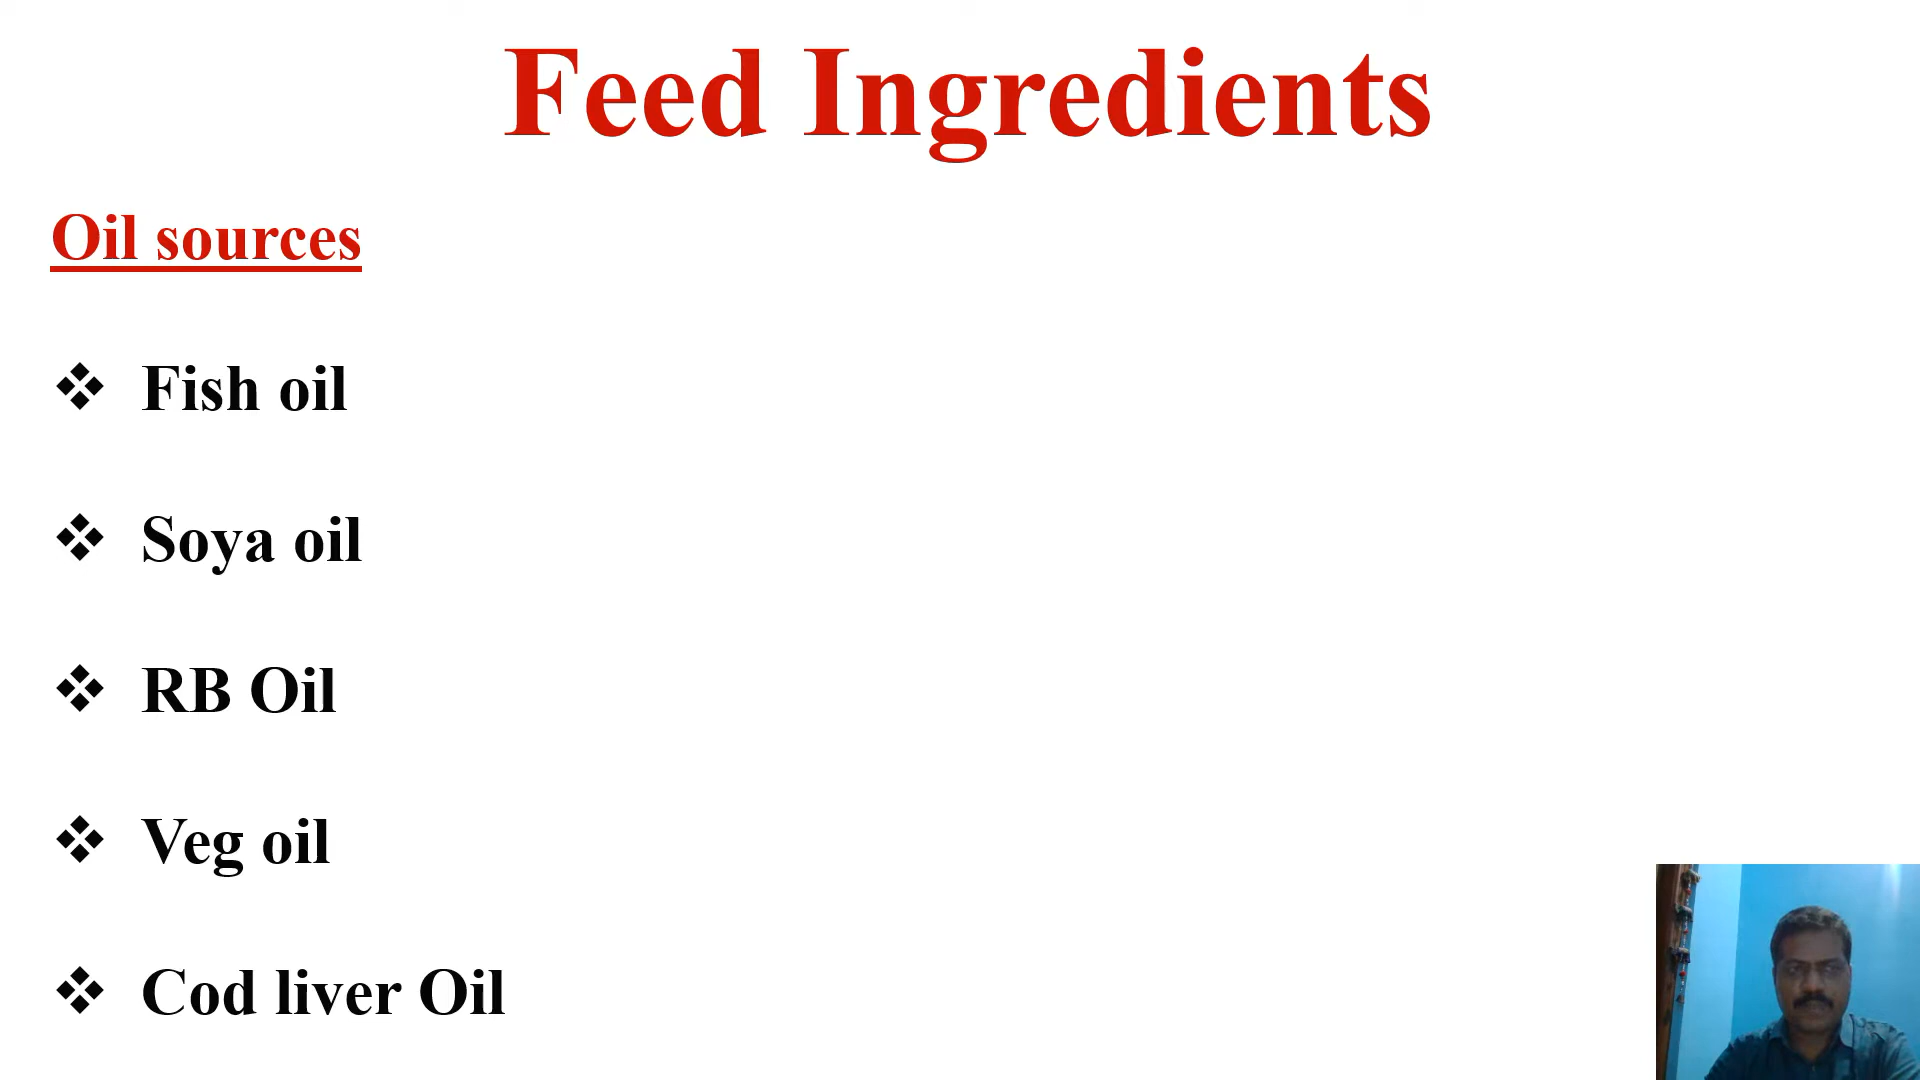 Feed Ingredients
Oil sources
❖ Fish oil
❖ Soya oil
❖ RB Oil
❖ Veg oil
❖ Cod liver Oil